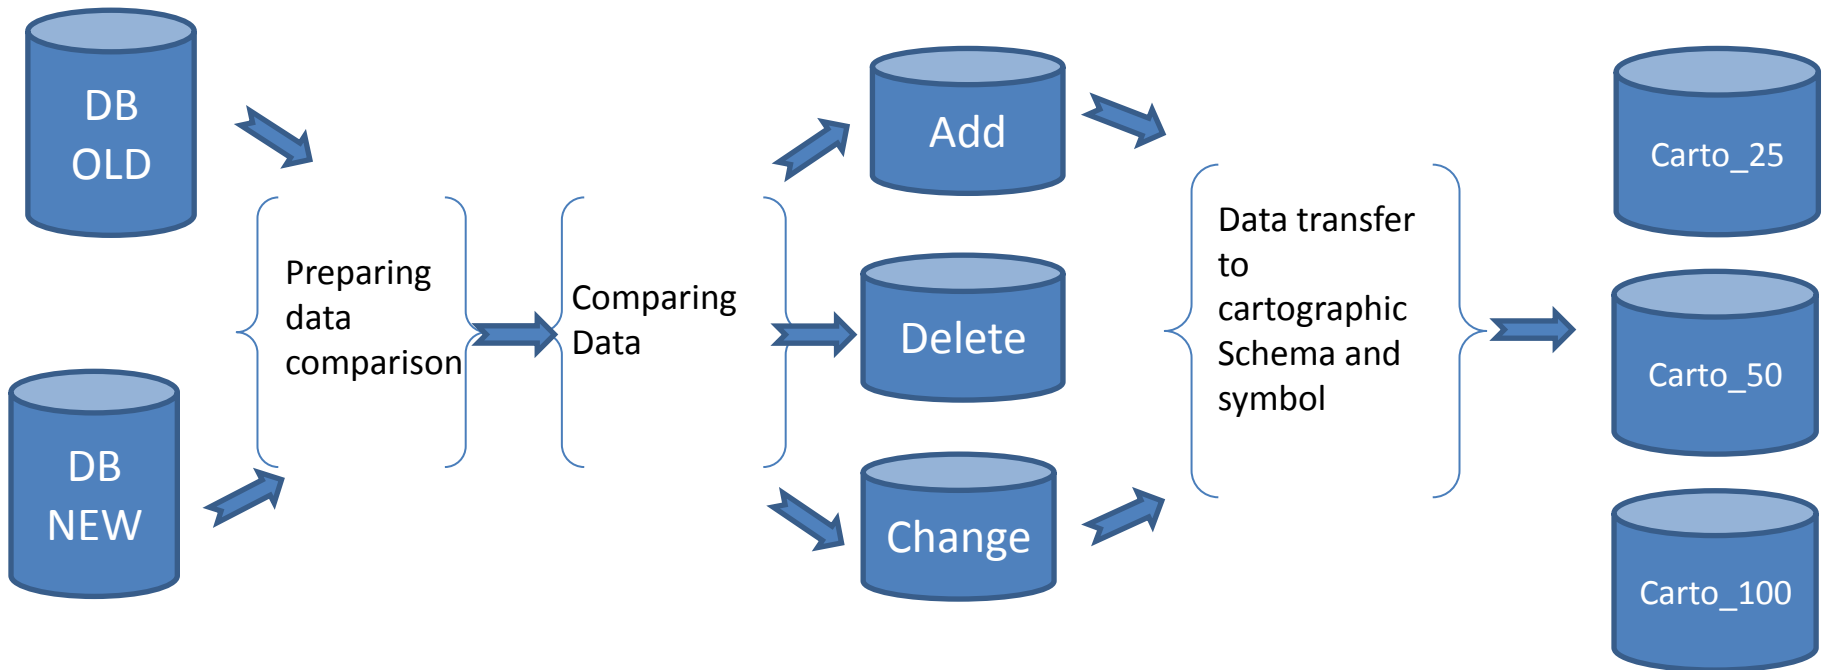 DB
OLD
DB
NEW
Preparing
data
comparison
Comparing
Data
Add
Delete
Change
Data transfer
to
cartographic
Schema and
symbol
Carto_25
Carto_50
Carto_100